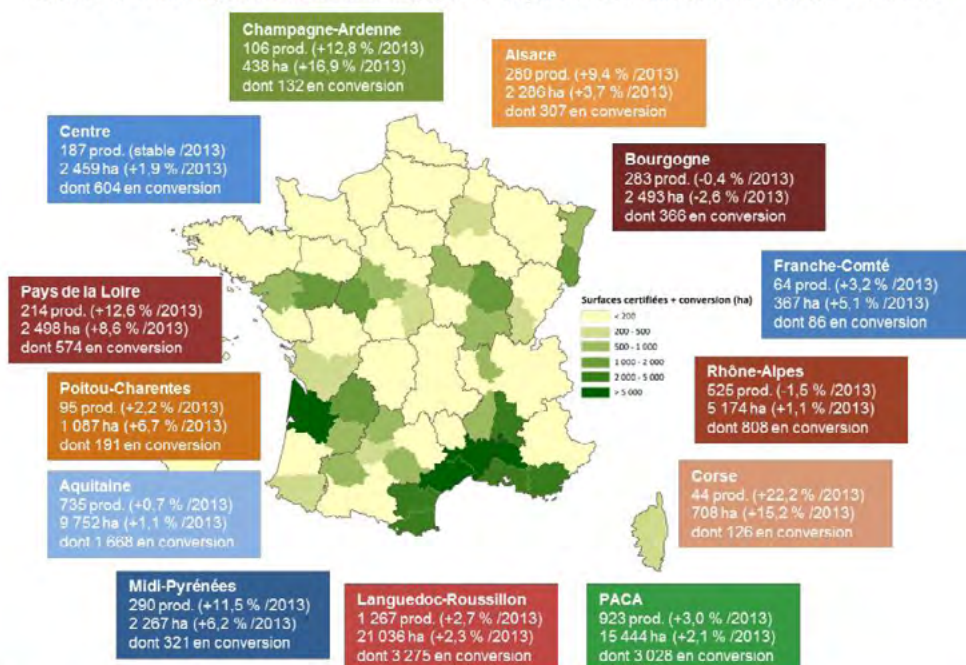 Champagne-Ardenne
106 prod. (+12,8 % /2013)
438 ha (+16,9 % /2013)
dont 132 en conversion
Alsace
280 prod. (+9,4 % /2013)
2 286 ha (+3,7 % /2013)
dont 307 en conversion
Centre
187 prod. (stable /2013)
2 459 ha (+1,9 % /2013)
dont 604 en conversion
Bourgogne
283 prod. (-0,4 % /2013)
2 493 ha (-2,6 % /2013)
dont 366 en conversion
Franche-Comté
64 prod. (+3,2 % /2013)
367 ha (+5,1 % /2013)
dont 86 en conversion
Pays de la Loire
214 prod. (+12,6 % /2013)
2 498 ha (+8,6 % /2013)
dont 574 en conversion
Surfaces certifiées + conversion (ha)
< 200
200 - 500
500 - 1 000
1 000 - 2 000
2 000 - 5 000
> 5 000
Rhône-Alpes
525 prod. (-1,5 % /2013)
5 174 ha (+1,1 % /2013)
dont 808 en conversion
Poitou-Charentes
95 prod. (+2,2 % /2013)
1 087 ha (+6,7 % /2013)
dont 191 en conversion
Corse
44 prod. (+22,2 % /2013)
708 ha (+15,2 % /2013)
dont 126 en conversion
Aquitaine
735 prod. (+0,7 % /2013)
9 752 ha (+1,1 % /2013)
dont 1 668 en conversion
Midi-Pyrénées
290 prod. (+11,5 % /2013)
2 267 ha (+6,2 % /2013)
dont 321 en conversion
Languedoc-Roussillon
1 267 prod. (+2,7 % /2013)
21 036 ha (+2,3 % /2013)
dont 3 275 en conversion
PACA
923 prod. (+3,0 % /2013)
15 444 ha (+2,1 % /2013)
dont 3 028 en conversion